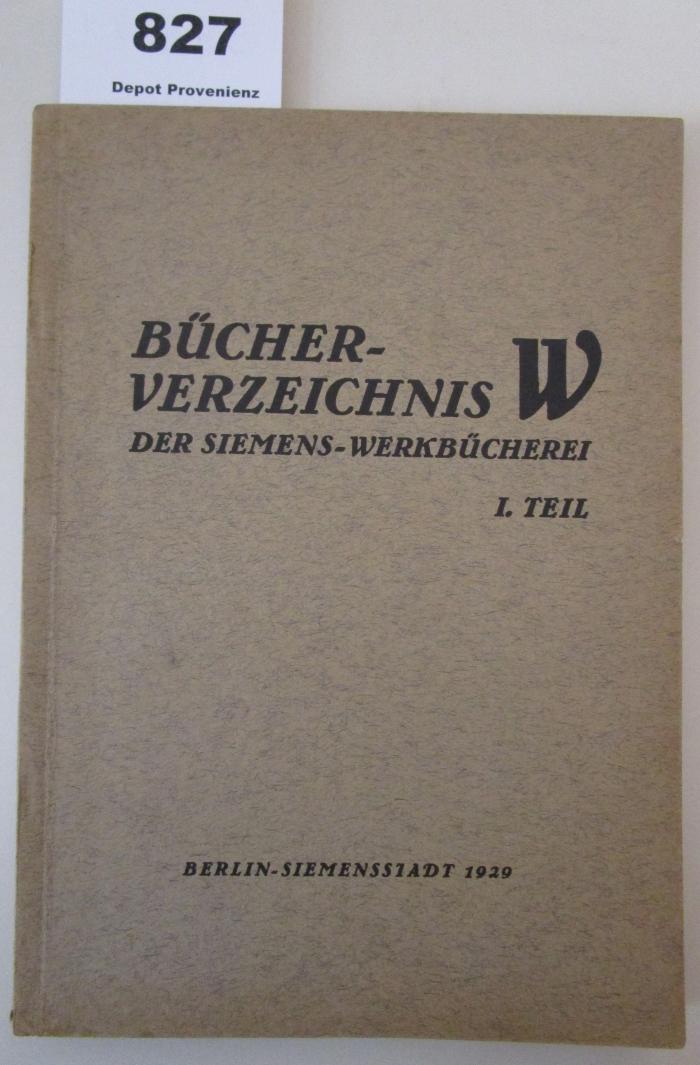 827
Depot Provenienz
BÜCHER-
VERZEICHNIS W
DER SIEMENS-WERKBÜCHEREI
I. TEIL
BERLIN-SIEMENSSTADT 1929